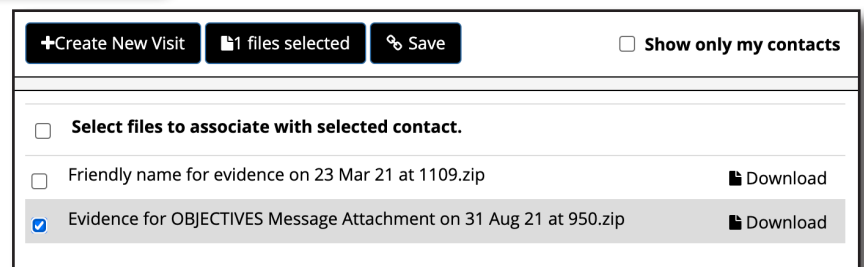 +Create New Visit 1 files selected Save Show only my contacts
Select files to associate with selected contact.
Friendly name for evidence on 23 Mar 21 at 1109.zip Download
Evidence for OBJECTIVES Message Attachment on 31 Aug 21 at 950.zip Download